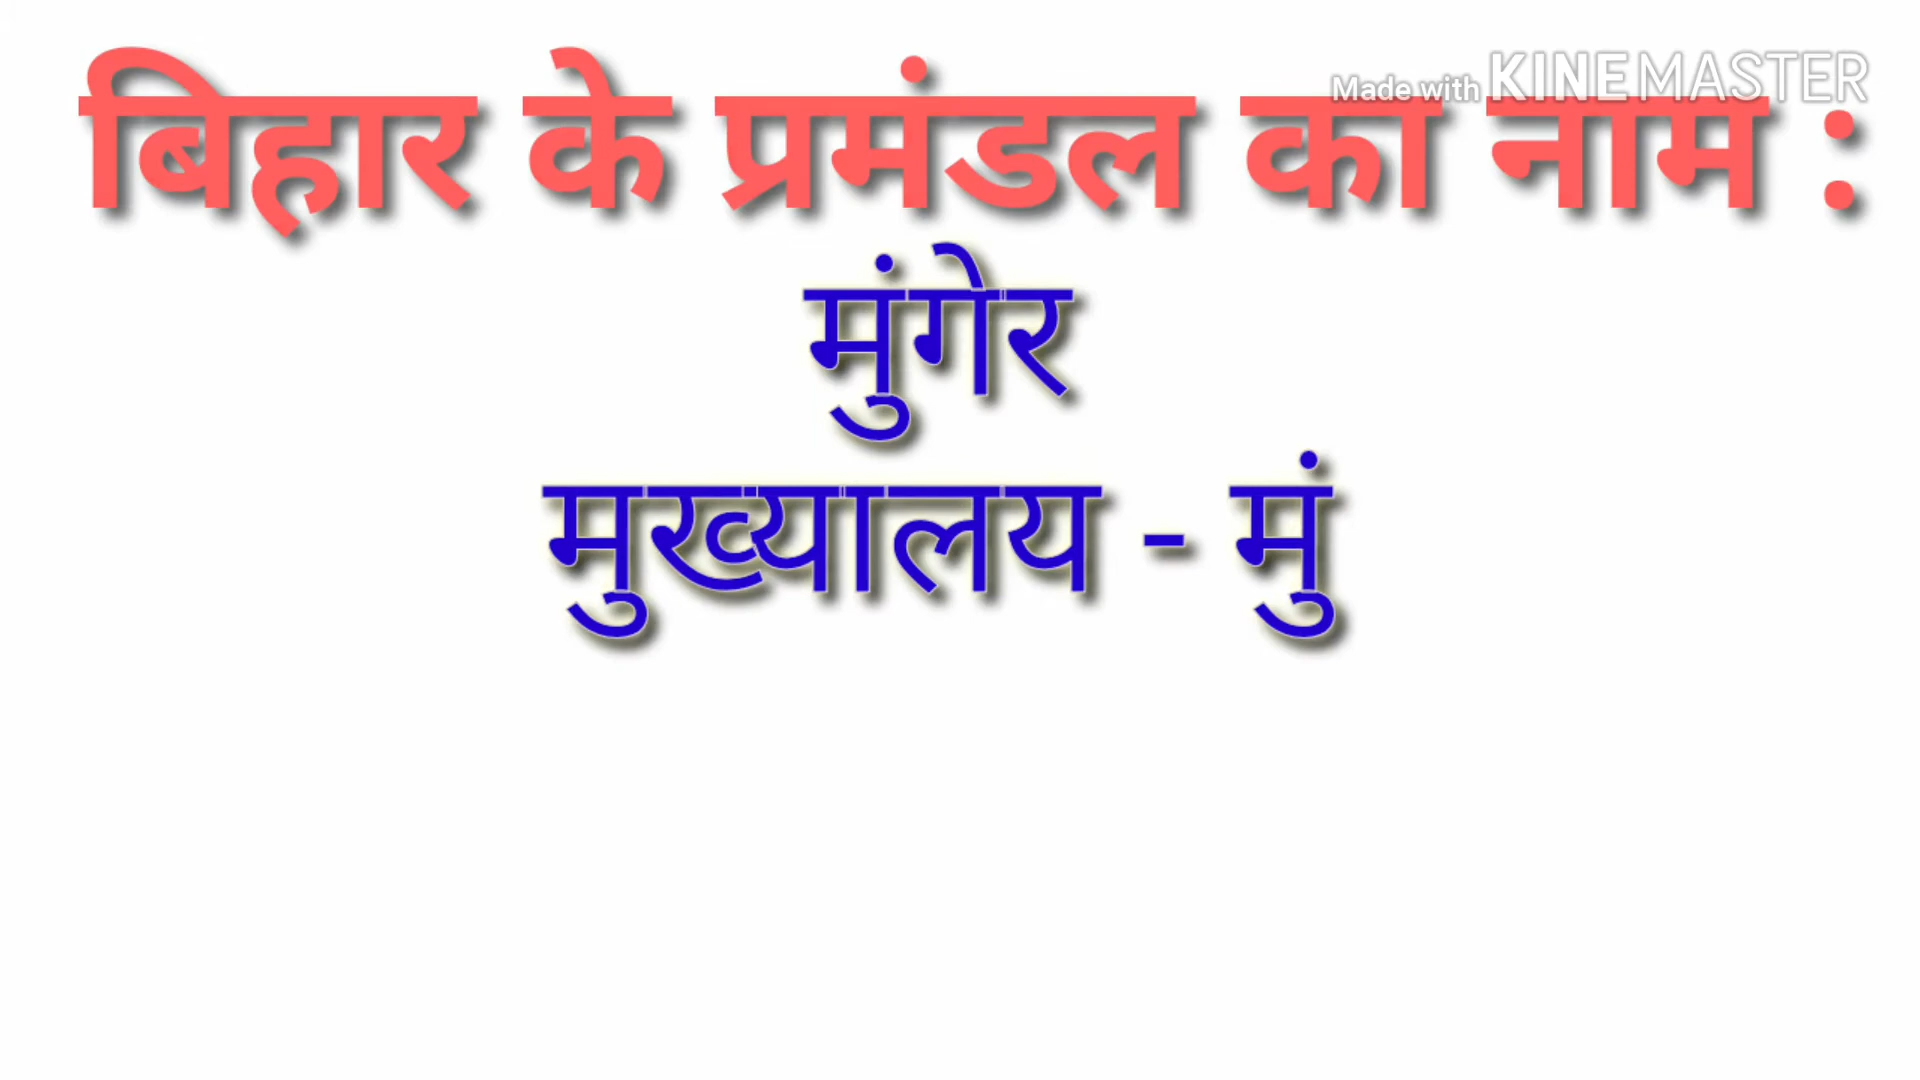 Made with KINEMASTER
बिहार के प्रमंडल का नाम :
मुंगेर
मुख्यालय - मुं